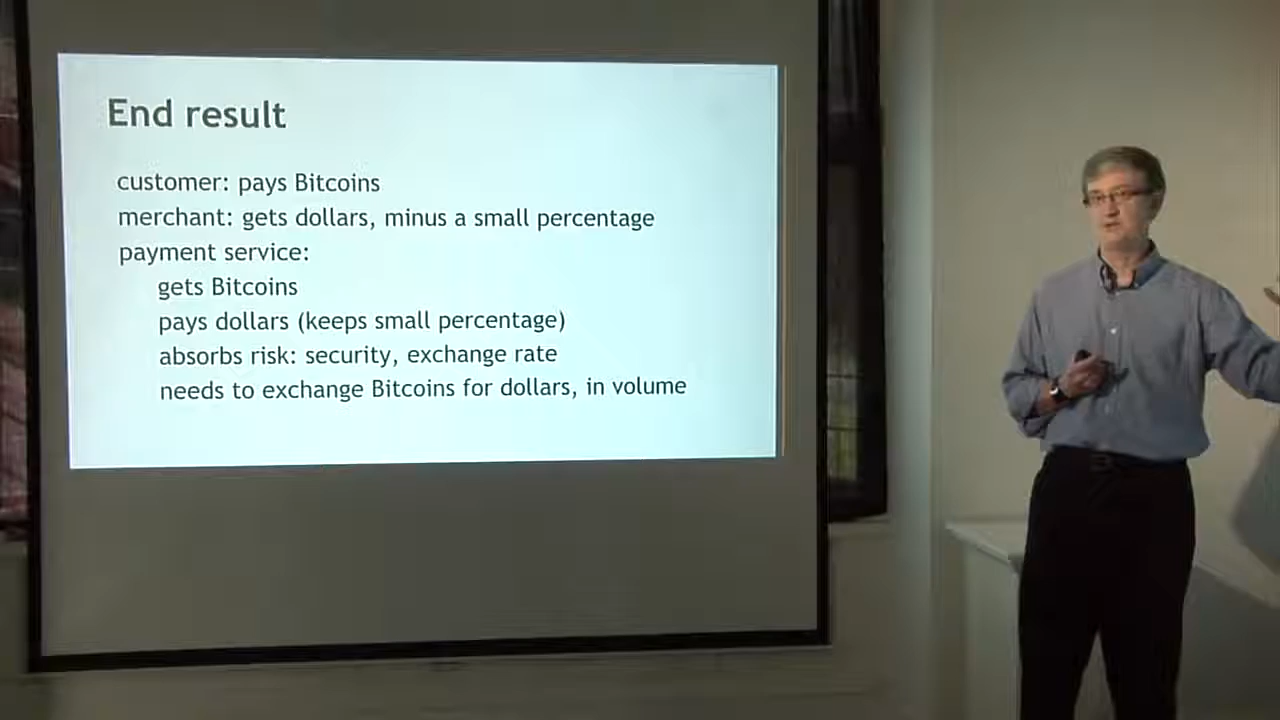 End result
customer: pays Bitcoins
merchant: gets dollars, minus a small percentage
payment service:
gets Bitcoins
pays dollars (keeps small percentage)
absorbs risk: security, exchange rate
needs to exchange Bitcoins for dollars, in volume